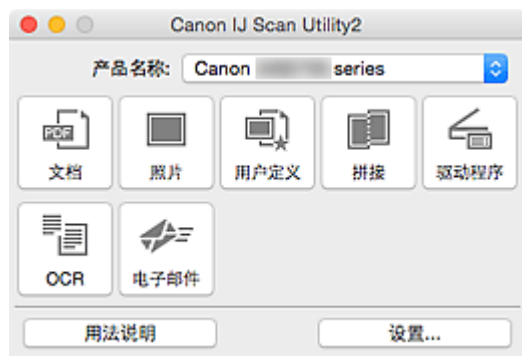 Canon IJ Scan Utility2
产品名称: Canon series
PDF
文档 照片 用户定义 拼接 驱动程序
OCR 电子邮件
用法说明 设置...